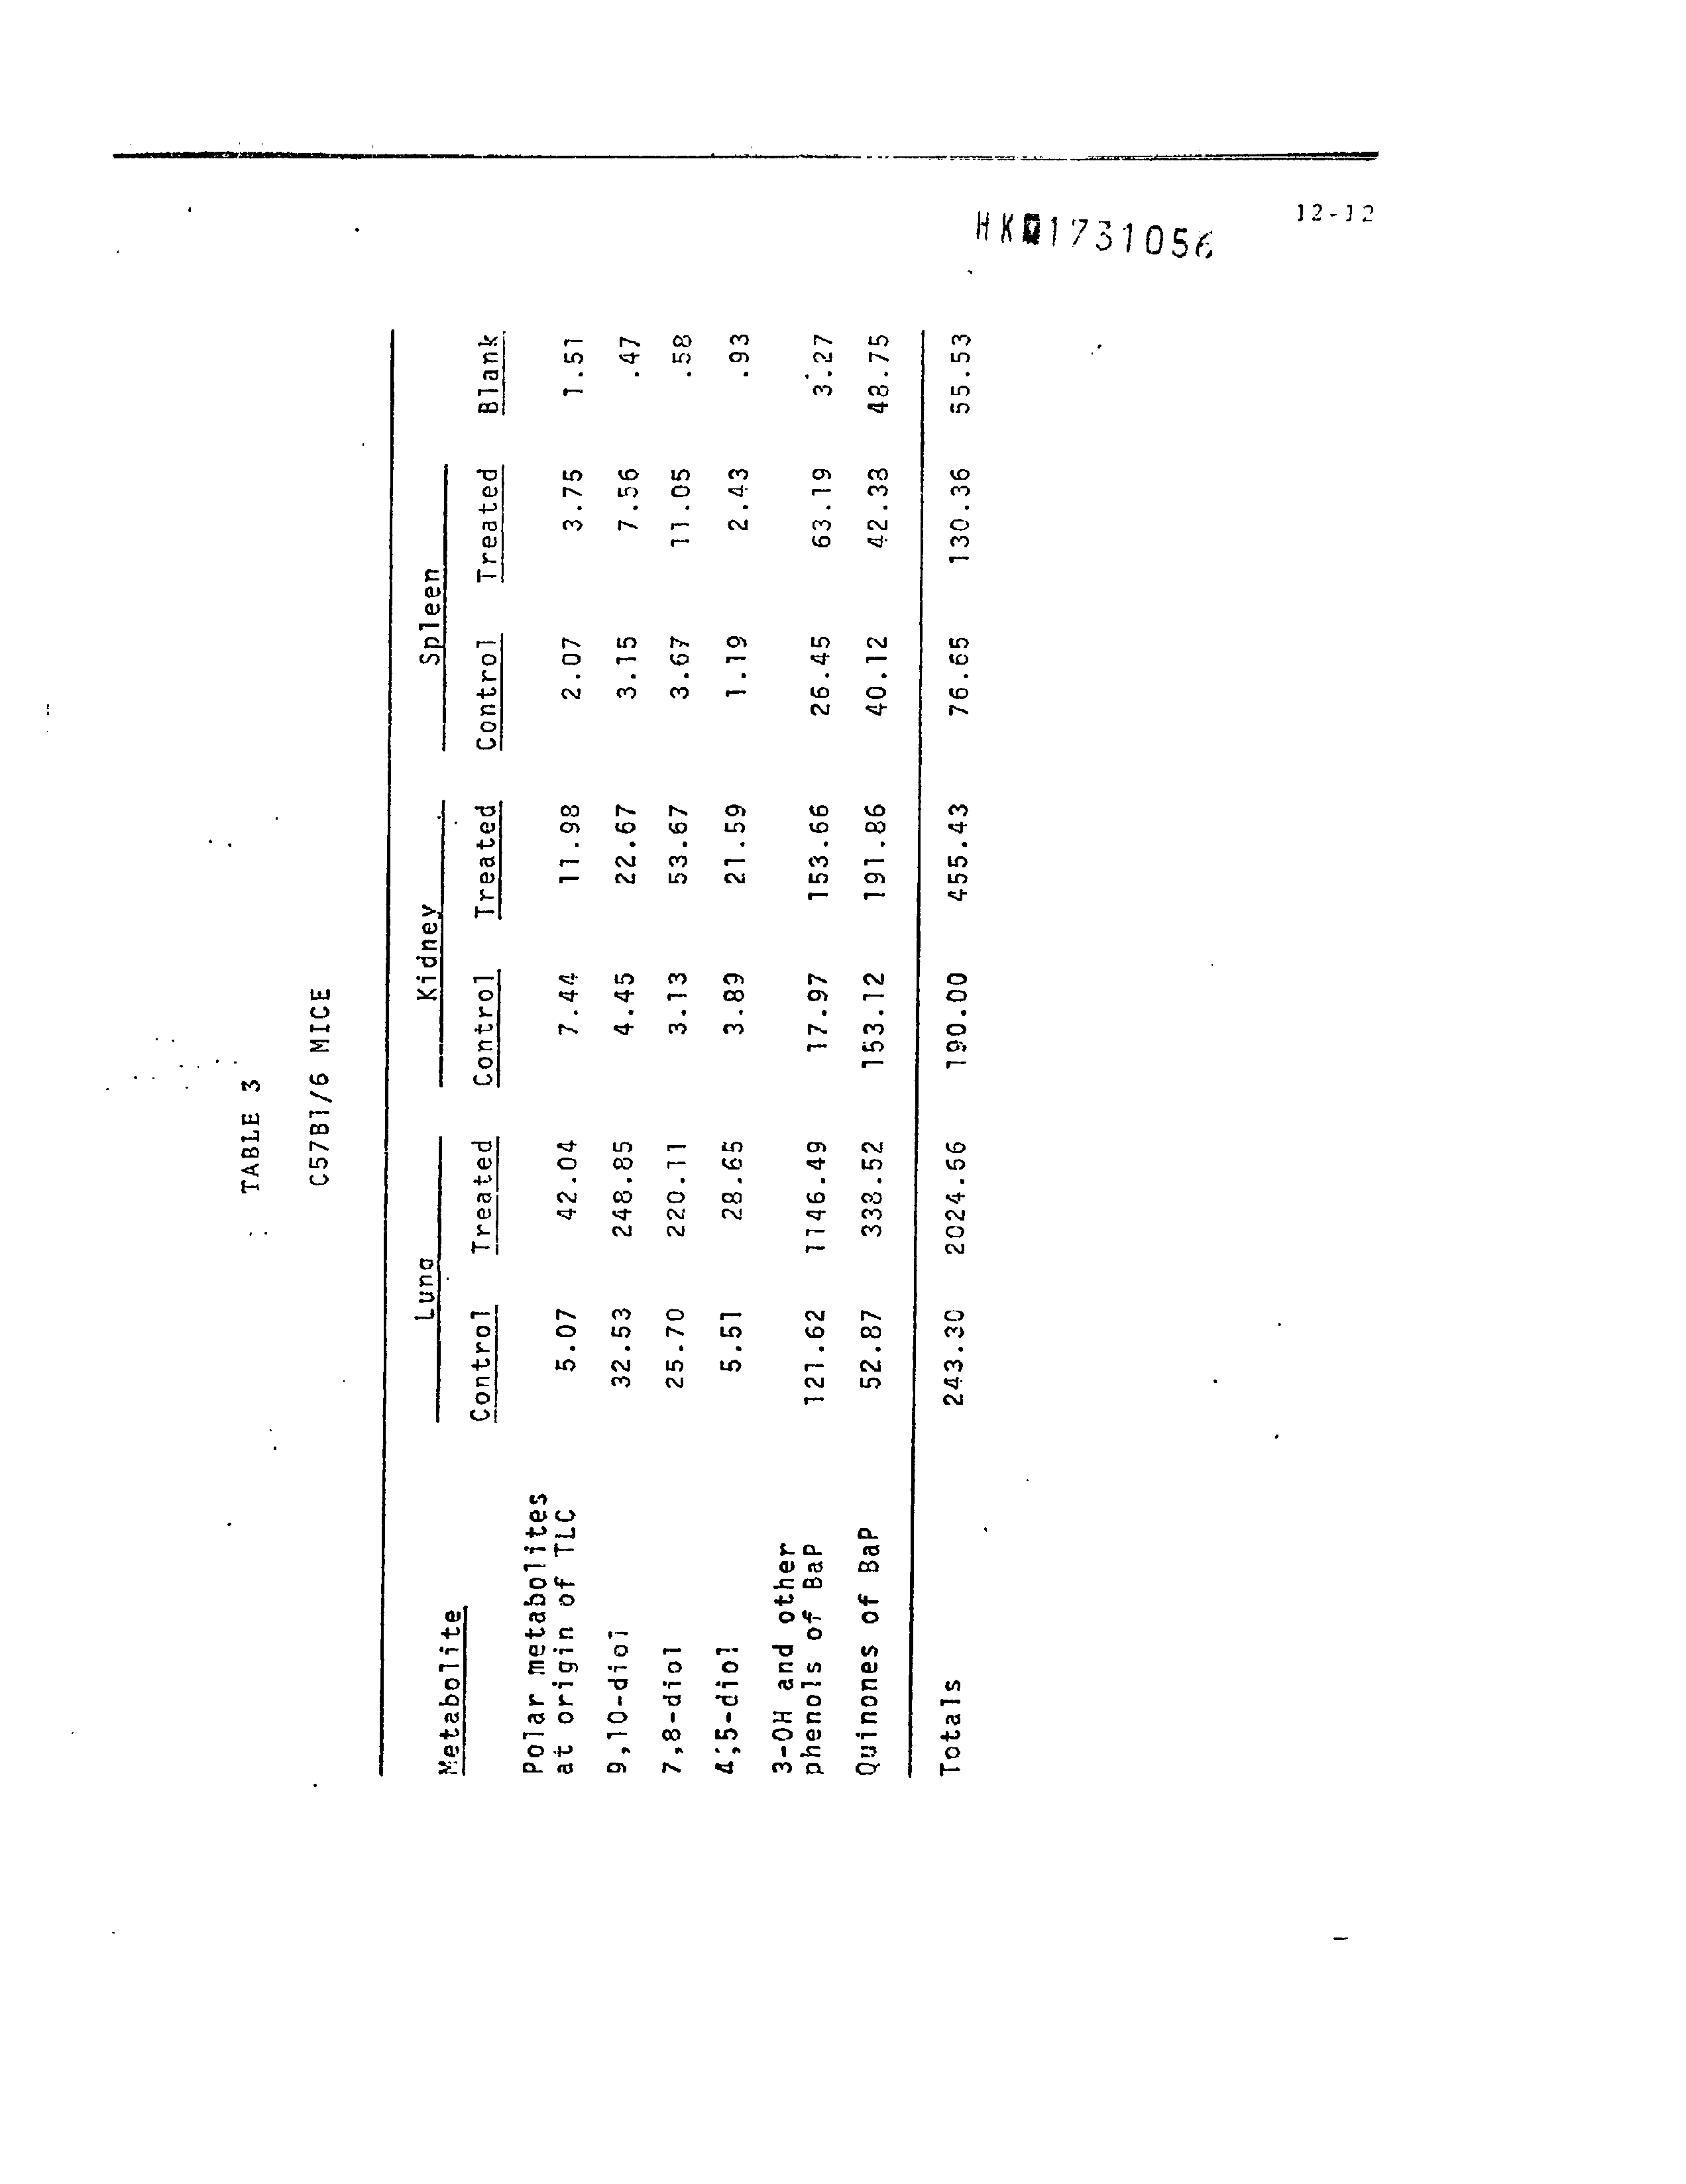 12-12
HK01731056
TABLE 3
C57B1/6 MICE
Lung Kidney Spleen
Metabolite Control Treated Control Treated Control Treated Blank
Polar metabolites
at origin of TLC 5.07 42.04 7.44 11.98 2.07 3.75 1.51
9,10-diol 32.53 248.85 4.45 22.67 3.15 7.56 .47
7,8-diol 25.70 220.11 3.13 53.67 3.67 11.05 .58
4,5-diol 5.51 28.65 3.89 21.59 1.19 2.43 .93
3-OH and other
phenols of BaP 121.62 1146.49 17.97 153.66 26.45 63.19 3.27
Quinones of BaP 52.87 338.52 153.12 191.86 40.12 42.38 48.75
Totals 243.30 2024.66 190.00 455.43 76.65 130.36 55.53